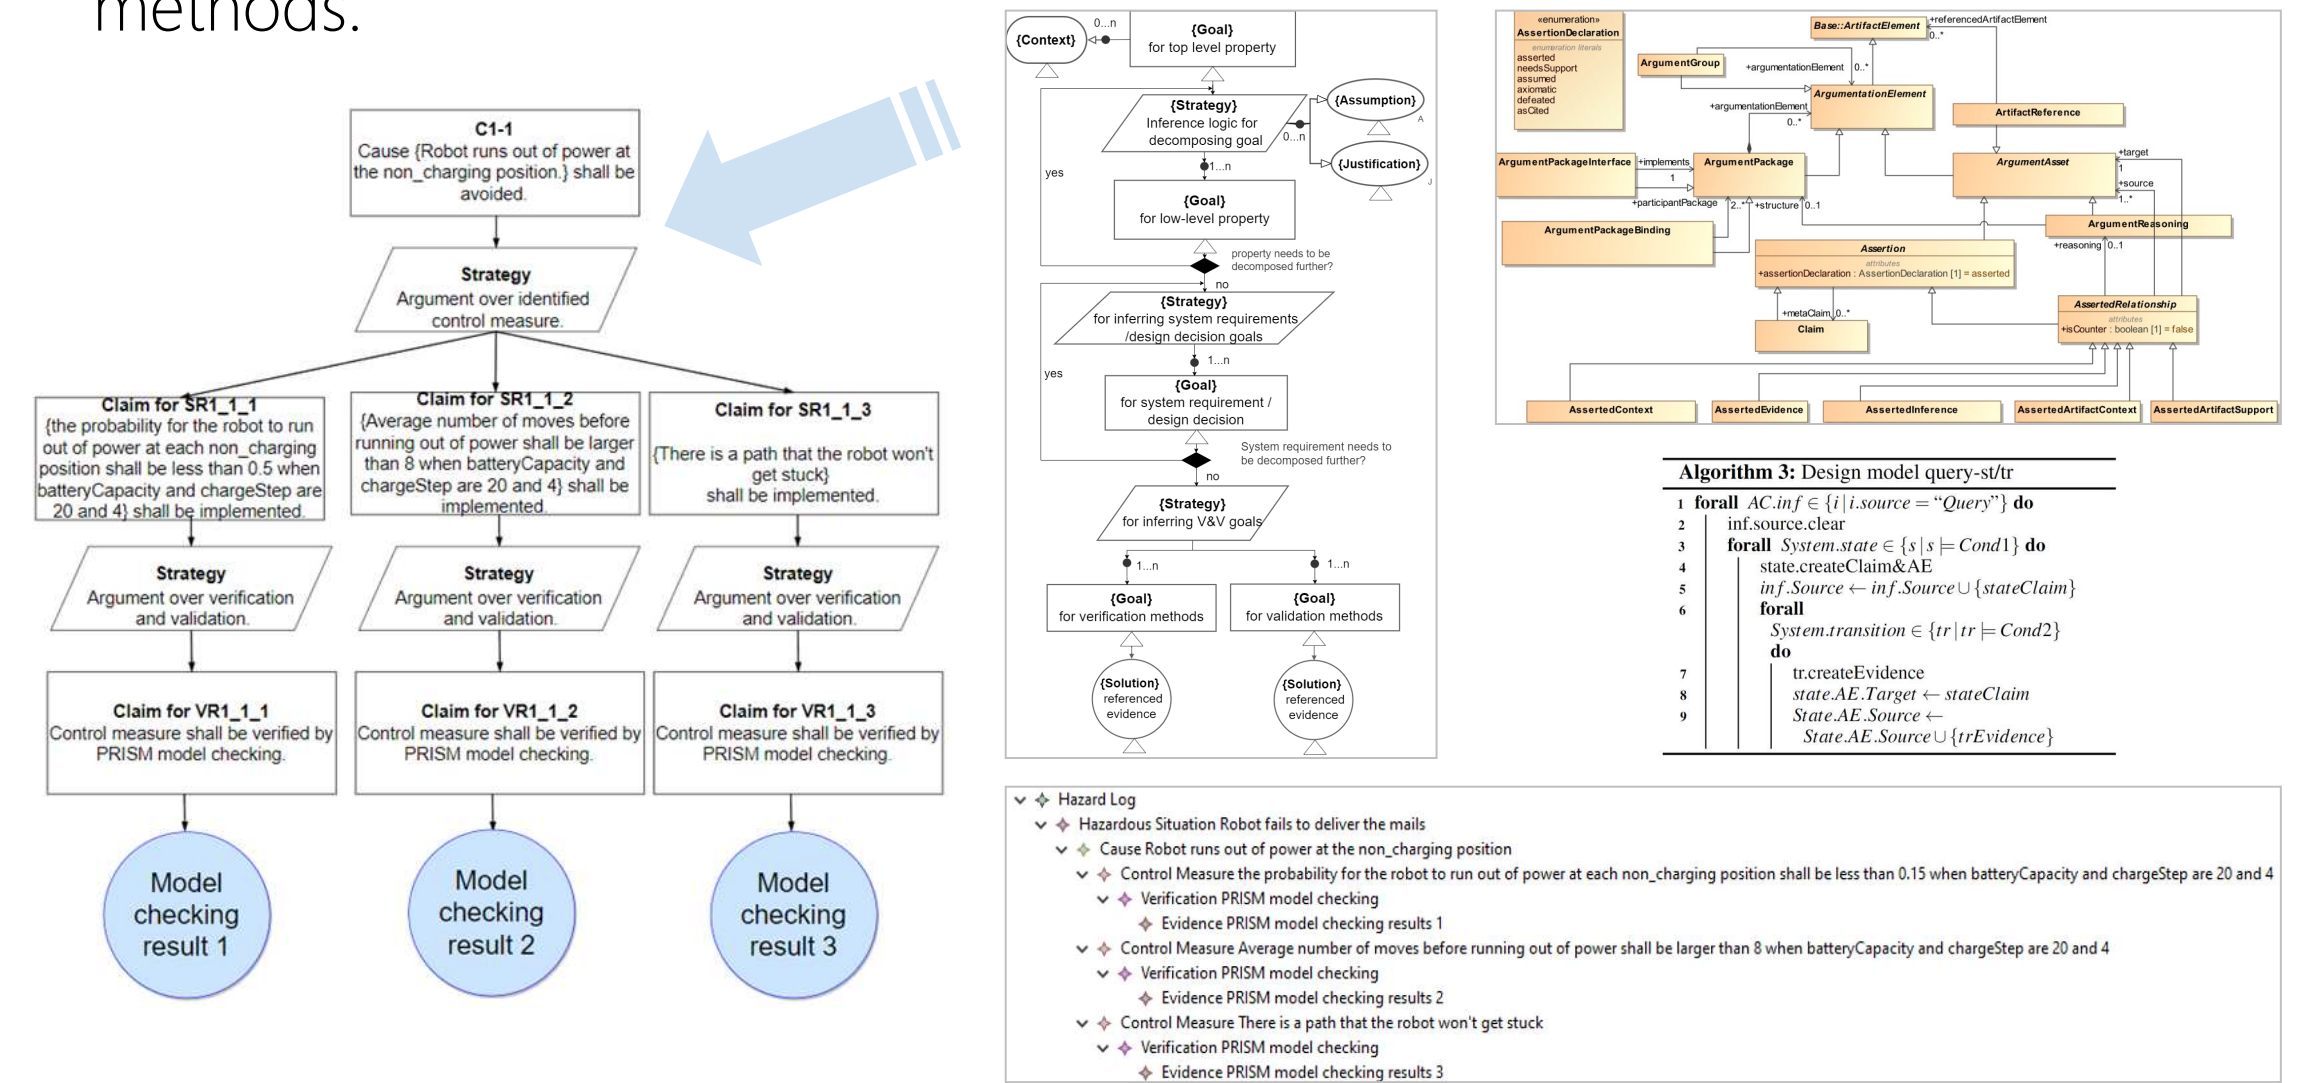 methods.
C1-1
Cause {Robot runs out of power at
the non_charging position.} shall be
avoided.
Strategy
Argument over identified
control measure.
Claim for SR1_1_1
{the probability for the robot to run
out of power at each non_charging
position shall be less than 0.5 when
batteryCapacity and chargeStep are
20 and 4} shall be implemented.
Claim for SR1_1_2
{Average number of moves before
running out of power shall be larger
than 8 when batteryCapacity and
chargeStep are 20 and 4} shall be
implemented.
Claim for SR1_1_3
{There is a path that the robot won't
get stuck}
shall be implemented.
Strategy
Argument over verification
and validation.
Strategy
Argument over verification
and validation.
Strategy
Argument over verification
and validation.
Claim for VR1_1_1
Control measure shall be verified by
PRISM model checking.
Claim for VR1_1_2
Control measure shall be verified by
PRISM model checking.
Claim for VR1_1_3
Control measure shall be verified by
PRISM model checking.
Model
checking
result 1
Model
checking
result 2
Model
checking
result 3
{Context}
0...n
{Goal}
for top level property
{Strategy}
Inference logic for
decomposing goal
0...n
{Assumption}
A
{Justification}
J
1...n
yes
{Goal}
for low-level property
property needs to be
decomposed further?
no
{Strategy}
for inferring system requirements
/design decision goals
1...n
yes
{Goal}
for system requirement /
design decision
System requirement needs to
be decomposed further?
no
{Strategy}
for inferring V&V goals
1...n
1...n
{Goal}
for verification methods
{Goal}
for validation methods
{Solution}
referenced
evidence
{Solution}
referenced
evidence
«enumeration»
AssertionDeclaration
enumeration literals
asserted
needsSupport
assumed
axiomatic
defeated
asCited
Base::ArtifactElement
+referencedArtifactElement
0..*
ArgumentGroup
+argumentationElement
0..*
ArgumentationElement
+argumentationElement
0..*
ArtifactReference
ArgumentPackageInterface
+implements
1
ArgumentPackage
ArgumentAsset
+target
1
+source
1..*
+participantPackage
2..*
+structure
0..1
ArgumentPackageBinding
ArgumentReasoning
+reasoning
0..1
Assertion
attributes
+assertionDeclaration : AssertionDeclaration [1] = asserted
+metaClaim
0..*
Claim
AssertedRelationship
attributes
+isCounter : boolean [1] = false
AssertedContext
AssertedEvidence
AssertedInference
AssertedArtifactContext
AssertedArtifactSupport
Algorithm 3: Design model query-st/tr
1 forall AC.inf ∈ {i | i.source = “Query”} do
2 inf.source.clear
3 forall System.state ∈ {s | s ⊨ Cond1} do
4 state.createClaim&AE
5 inf.Source ← inf.Source ∪ {stateClaim}
6 forall
System.transition ∈ {tr | tr ⊨ Cond2}
do
7 tr.createEvidence
8 state.AE.Target ← stateClaim
9 State.AE.Source ←
State.AE.Source ∪ {trEvidence}
Hazard Log
Hazardous Situation Robot fails to deliver the mails
Cause Robot runs out of power at the non_charging position
Control Measure the probability for the robot to run out of power at each non_charging position shall be less than 0.15 when batteryCapacity and chargeStep are 20 and 4
Verification PRISM model checking
Evidence PRISM model checking results 1
Control Measure Average number of moves before running out of power shall be larger than 8 when batteryCapacity and chargeStep are 20 and 4
Verification PRISM model checking
Evidence PRISM model checking results 2
Control Measure There is a path that the robot won't get stuck
Verification PRISM model checking
Evidence PRISM model checking results 3